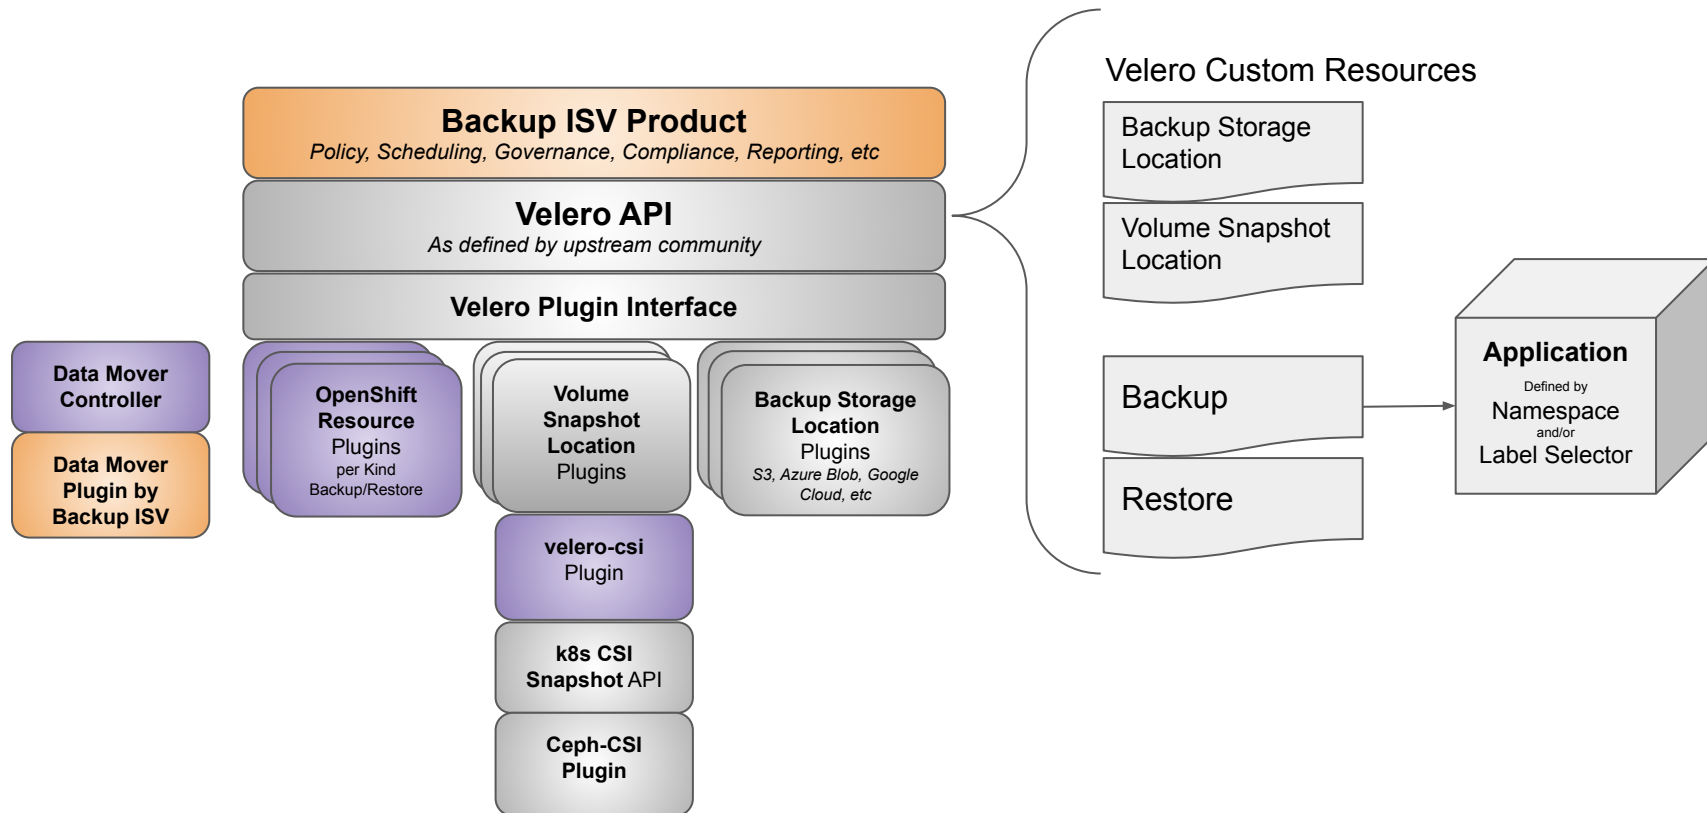 Backup ISV Product
Policy, Scheduling, Governance, Compliance, Reporting, etc
Velero API
As defined by upstream community
Velero Plugin Interface
Data Mover
Controller
Data Mover
Plugin by
Backup ISV
OpenShift
Resource
Plugins
per Kind
Backup/Restore
Volume
Snapshot
Location
Plugins
Backup Storage
Location
Plugins
S3, Azure Blob, Google
Cloud, etc
velero-csi
Plugin
k8s CSI
Snapshot API
Ceph-CSI
Plugin
Velero Custom Resources
Backup Storage
Location
Volume Snapshot
Location
Backup
Restore
Application
Defined by
Namespace
and/or
Label Selector